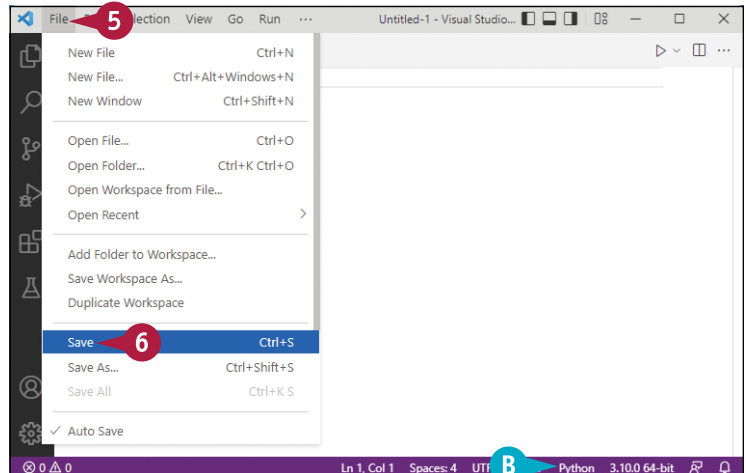 File
5
lection View Go Run ... Untitled-1 - Visual Studio...
New File Ctrl+N
New File... Ctrl+Alt+Windows+N
New Window Ctrl+Shift+N
Open File... Ctrl+O
Open Folder... Ctrl+K Ctrl+O
Open Workspace from File...
Open Recent
Add Folder to Workspace...
Save Workspace As...
Duplicate Workspace
Save 6 Ctrl+S
Save As... Ctrl+Shift+S
Save All Ctrl+K S
Auto Save
0 0 Ln 1, Col 1 Spaces: 4 UT B Python 3.10.0 64-bit